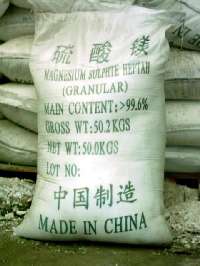 硫酸镁
MAGNESIUM SULPHTE HEPTAH
(GRANULAR)
MAIN CONTENT: >99.6%
GROSS WT: 50.2KGS
NET WT: 50.0KGS
LOT NO:
中国制造
MADE IN CHINA